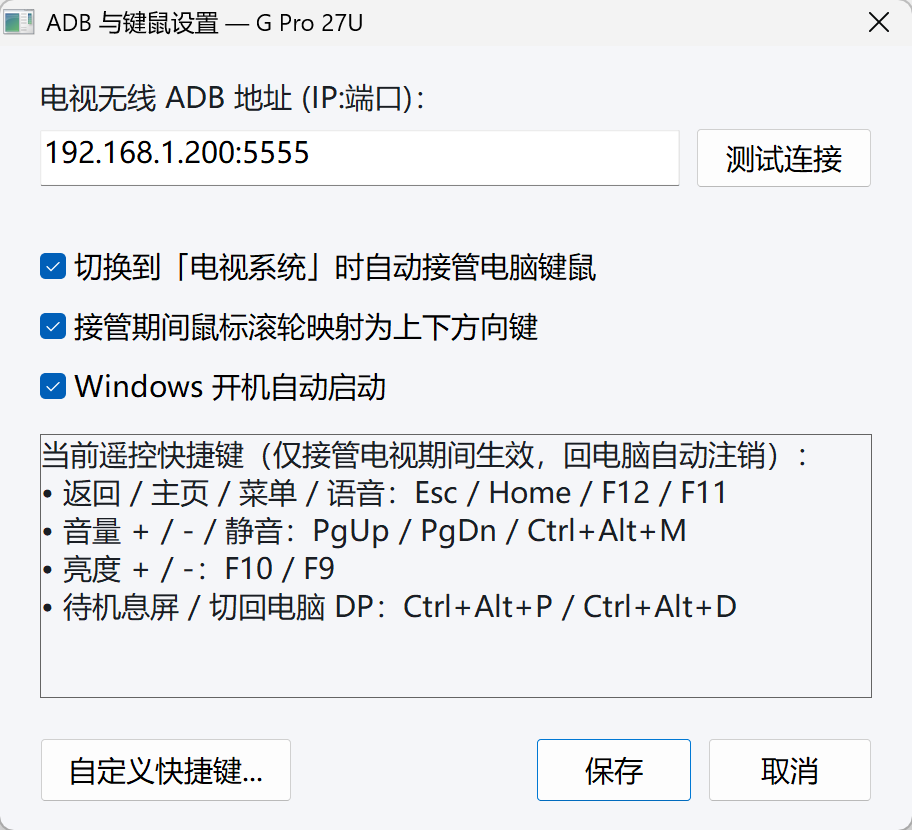 ADB 与键鼠设置 — G Pro 27U
电视无线 ADB 地址 (IP:端口)：
192.168.1.200:5555
测试连接
切换到「电视系统」时自动接管电脑键鼠
接管期间鼠标滚轮映射为上下方向键
Windows 开机自动启动
当前遥控快捷键（仅接管电视期间生效，回电脑自动注销）：
• 返回 / 主页 / 菜单 / 语音：Esc / Home / F12 / F11
• 音量 + / - / 静音：PgUp / PgDn / Ctrl+Alt+M
• 亮度 + / -：F10 / F9
• 待机息屏 / 切回电脑 DP：Ctrl+Alt+P / Ctrl+Alt+D
自定义快捷键...
保存
取消